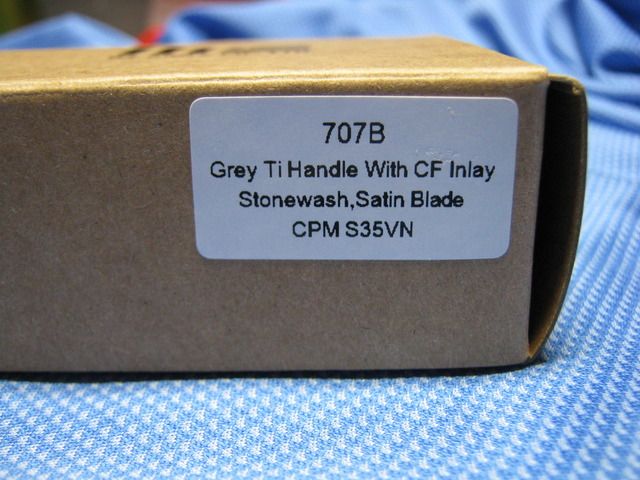 707B
Grey Ti Handle With CF Inlay
Stonewash,Satin Blade
CPM S35VN